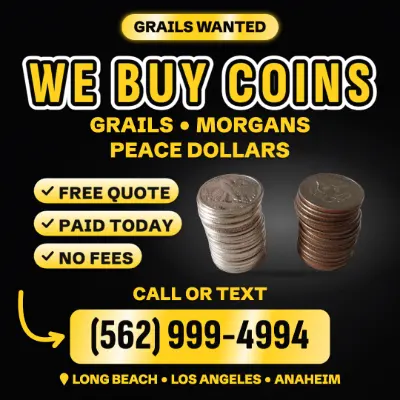 GRAILS WANTED
WE BUY COINS
GRAILS • MORGANS
PEACE DOLLARS
✓ FREE QUOTE
✓ PAID TODAY
✓ NO FEES
CALL OR TEXT
(562) 999-4994
LONG BEACH • LOS ANGELES • ANAHEIM